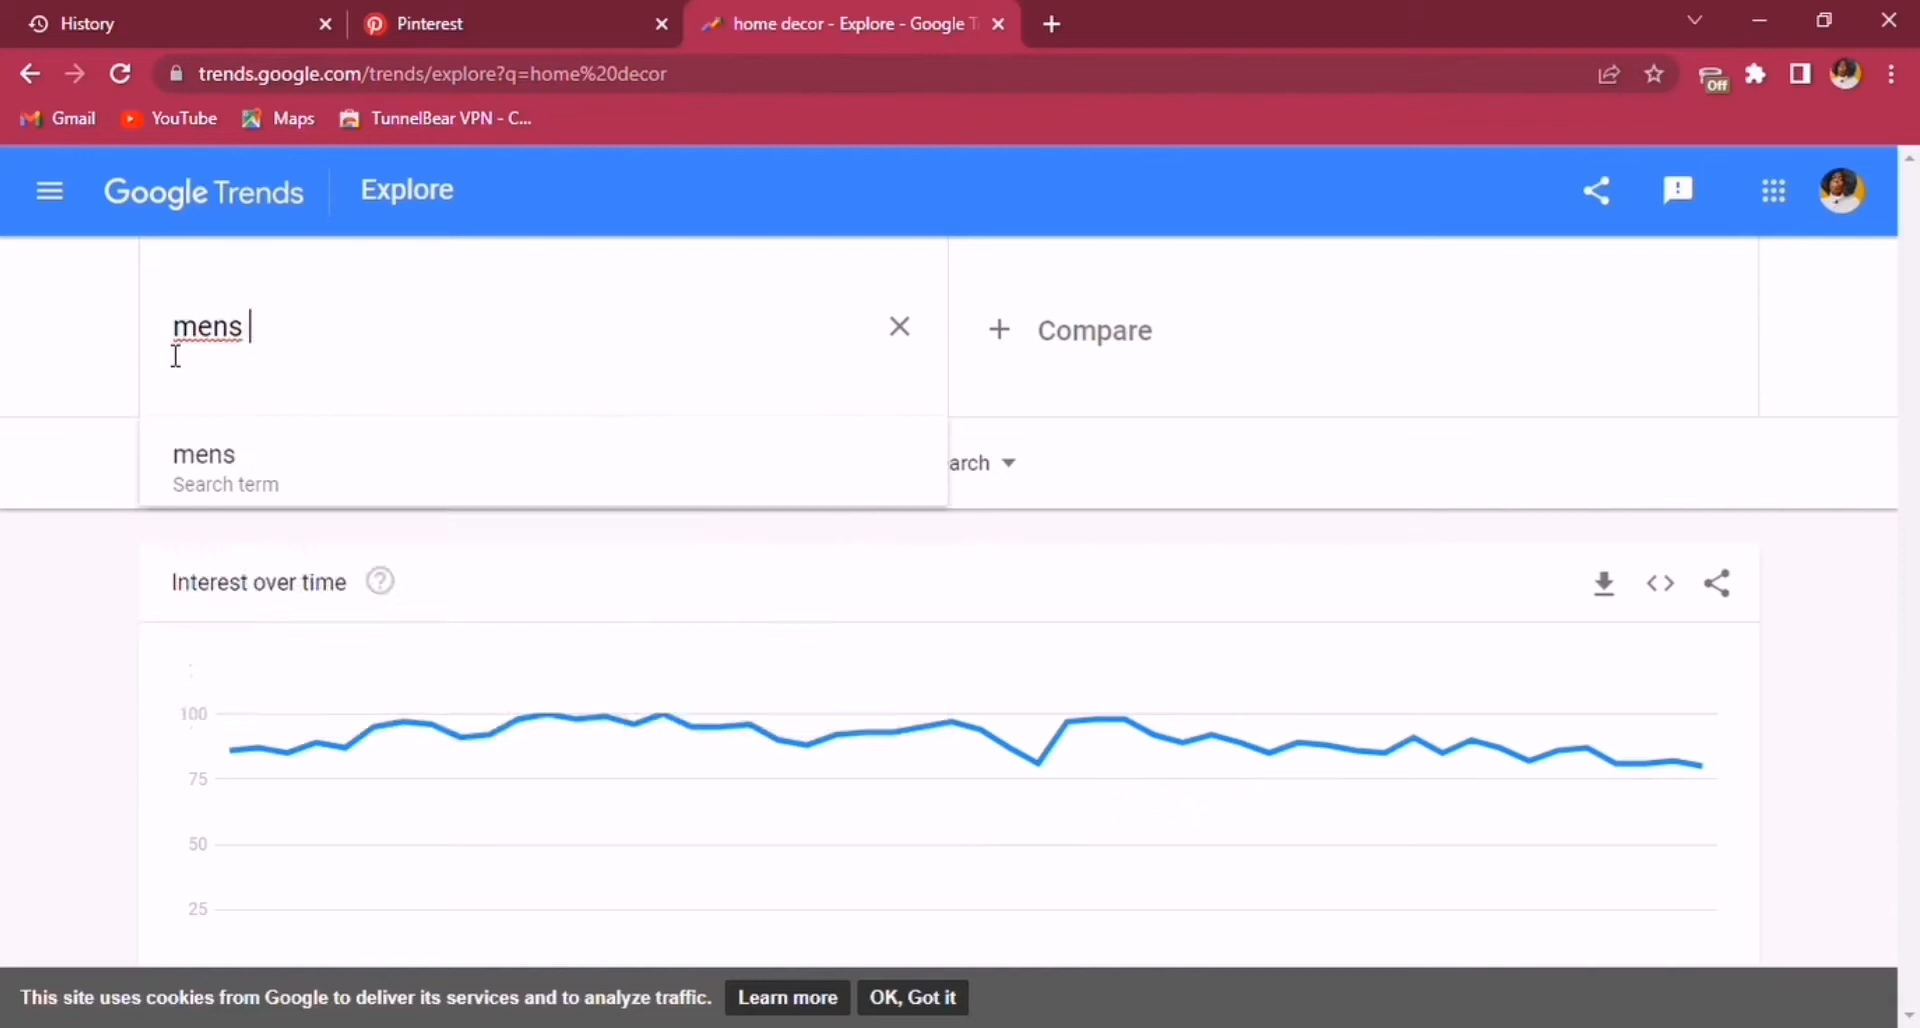 History
Pinterest
home decor - Explore - Google T
trends.google.com/trends/explore?q=home%20decor
Off
Gmail
YouTube
Maps
TunnelBear VPN - C...
Google Trends
Explore
mens
+ Compare
mens
Search term
arch
Interest over time
100
75
50
25
This site uses cookies from Google to deliver its services and to analyze traffic.
Learn more
OK, Got it